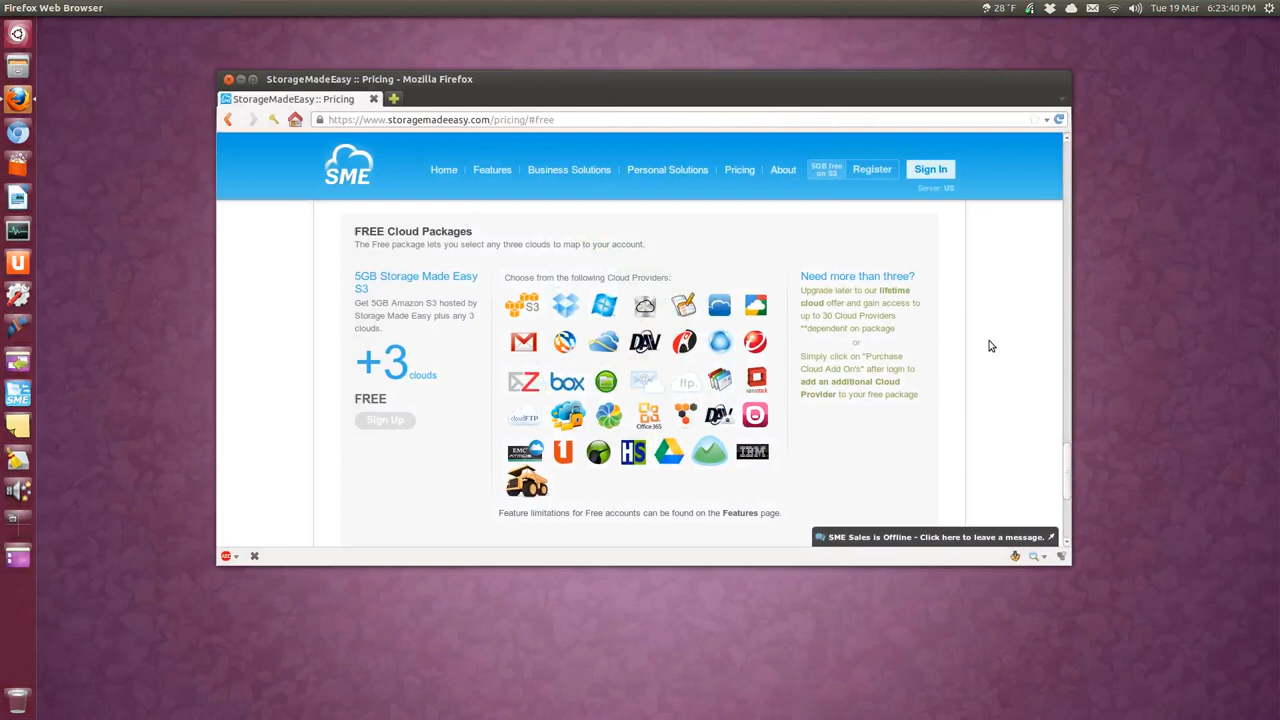 Firefox Web Browser
28 °F
Tue 19 Mar 6:23:40 PM
StorageMadeEasy :: Pricing - Mozilla Firefox
StorageMadeEasy :: Pricing
https://www.storagemadeeasy.com/pricing/#free
SME
Home
Features
Business Solutions
Personal Solutions
Pricing
About
5GB free
on S3
Register
Sign In
Server: US
FREE Cloud Packages
The Free package lets you select any three clouds to map to your account.
5GB Storage Made Easy
S3
Get 5GB Amazon S3 hosted by
Storage Made Easy plus any 3
clouds.
+3 clouds
FREE
Sign Up
Choose from the following Cloud Providers:
S3
DAV
box
ftp.
openstack
cloudFTP
Office 365
DAV
EMC
ATMOS
HS
IBM
Feature limitations for Free accounts can be found on the Features page.
Need more than three?
Upgrade later to our lifetime
cloud offer and gain access to
up to 30 Cloud Providers
**dependent on package
or
Simply click on "Purchase
Cloud Add On's" after login to
add an additional Cloud
Provider to your free package
SME Sales is Offline - Click here to leave a message.
ABP
SME